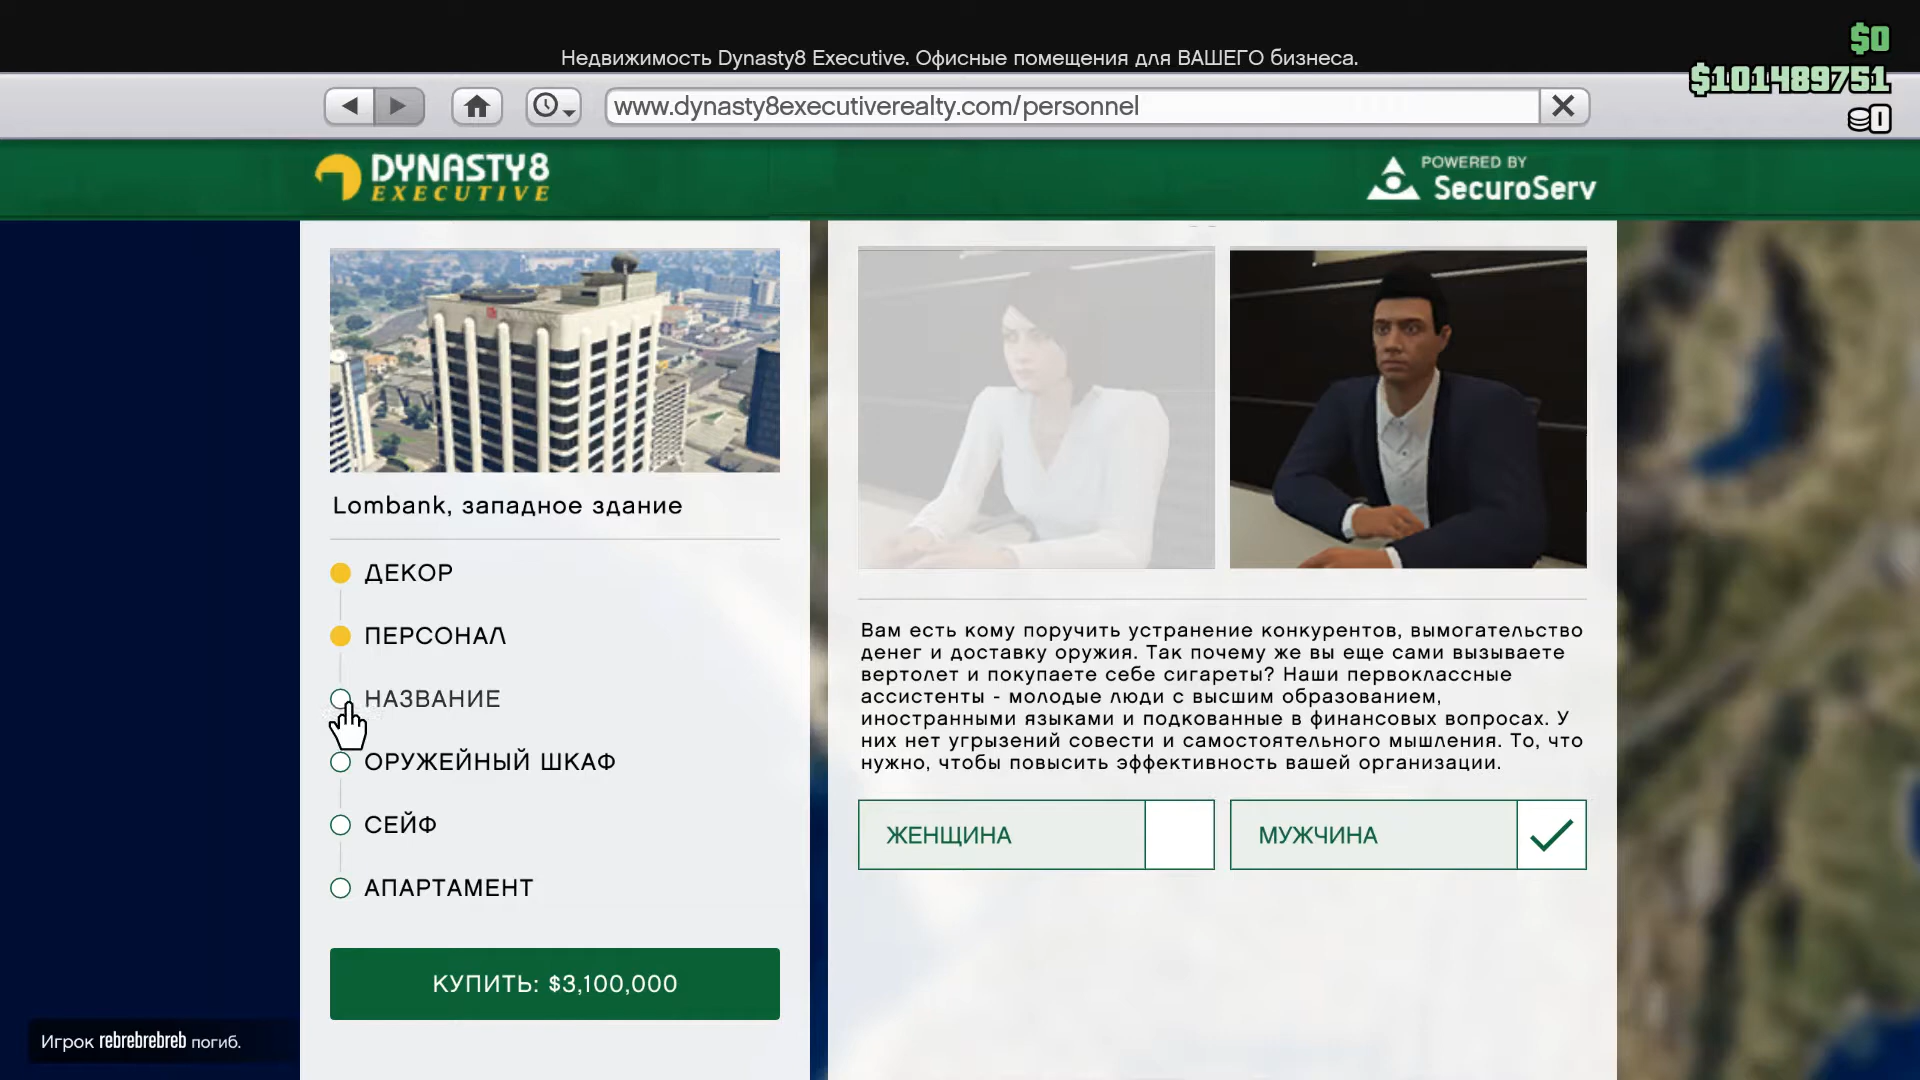 Недвижимость Dynasty8 Executive. Офисные помещения для ВАШЕГО бизнеса.
$0
$101489751
1
www.dynasty8executiverealty.com/personnel
DYNASTY8
EXECUTIVE
POWERED BY
SecuroServ
Lombank, западное здание
ДЕКОР
ПЕРСОНАЛ
НАЗВАНИЕ
ОРУЖЕЙНЫЙ ШКАФ
СЕЙФ
АПАРТАМЕНТ
КУПИТЬ: $3,100,000
Вам есть кому поручить устранение конкурентов, вымогательство
денег и доставку оружия. Так почему же вы еще сами вызываете
вертолет и покупаете себе сигареты? Наши первоклассные
ассистенты - молодые люди с высшим образованием,
иностранными языками и подкованные в финансовых вопросах. У
них нет угрызений совести и самостоятельного мышления. То, что
нужно, чтобы повысить эффективность вашей организации.
ЖЕНЩИНА
МУЖЧИНА
Игрок rebrebrebreb погиб.